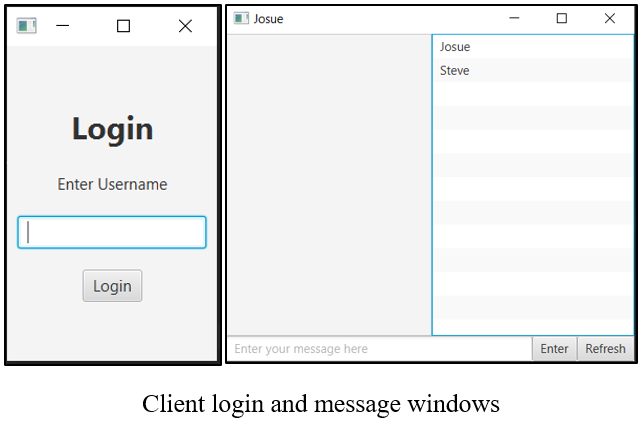 Login
Enter Username
Login
Josue
Josue
Steve
Enter your message here
Enter
Refresh
Client login and message windows